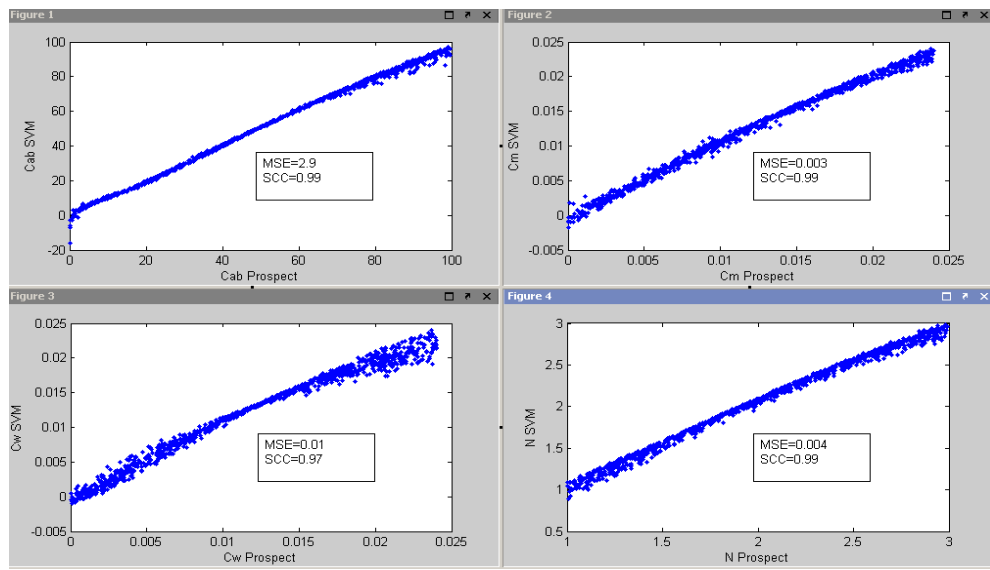 Figure 1
100
80
60
40
20
0
-20
0 20 40 60 80 100
Cab SVM
Cab Prospect
MSE=2.9
SCC=0.99
Figure 2
0.025
0.02
0.015
0.01
0.005
0
-0.005
0 0.005 0.01 0.015 0.02 0.025
Cm SVM
Cm Prospect
MSE=0.003
SCC=0.99
Figure 3
0.025
0.02
0.015
0.01
0.005
0
-0.005
0 0.005 0.01 0.015 0.02 0.025
Cw SVM
Cw Prospect
MSE=0.01
SCC=0.97
Figure 4
3
2.5
2
1.5
1
0.5
1 1.5 2 2.5 3
N SVM
N Prospect
MSE=0.004
SCC=0.99